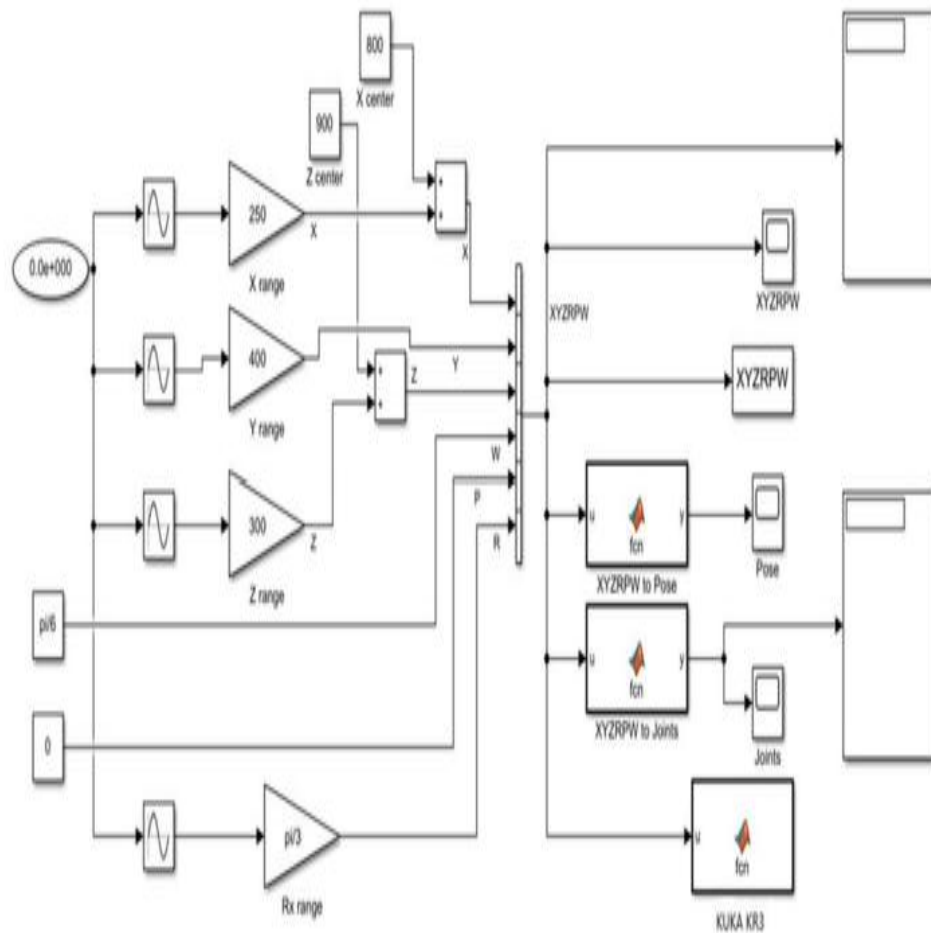 800
X center
900
Z center
250
X
X range
+
+
X
0.0e+000
400
Y range
+
+
Z
Y
XYZRPW
XYZRPW
XYZRPW
300
Z
Z range
W
P
R
u
fcn
y
XYZRPW to Pose
Pose
pi/6
u
fcn
y
XYZRPW to Joints
Joints
0
pi/3
Rx range
u
fcn
KUKA KR3